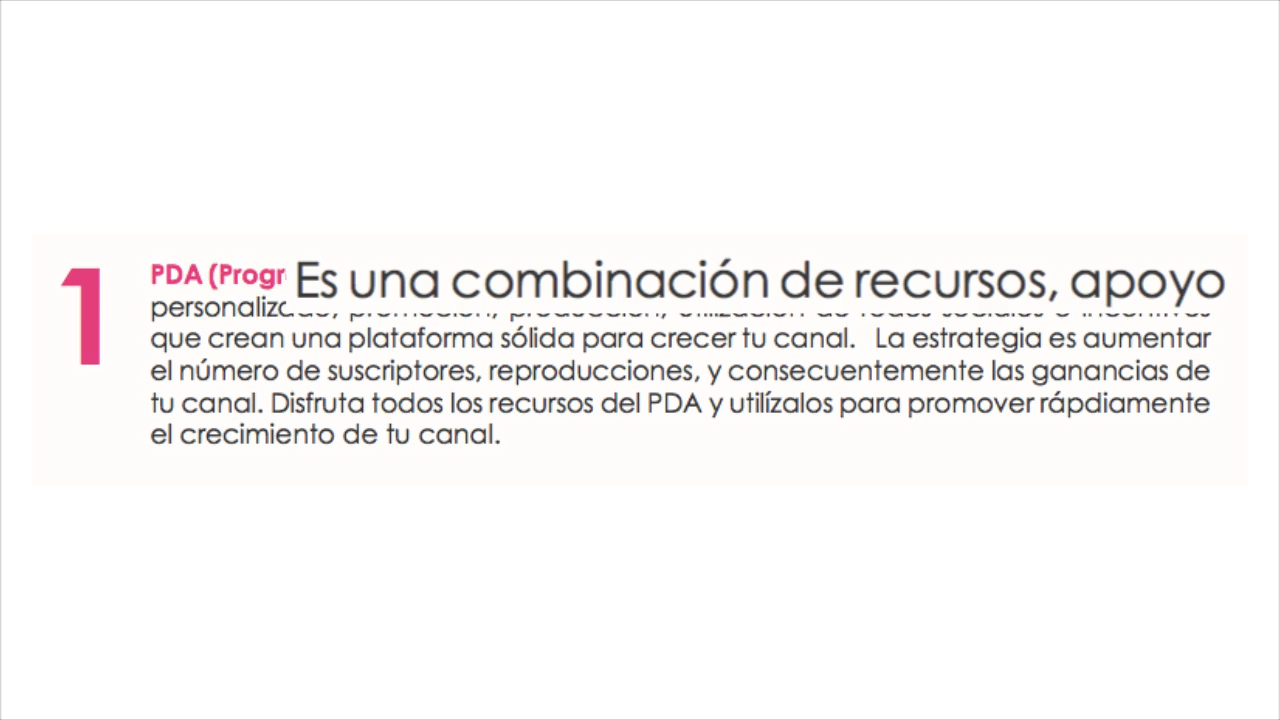 1
PDA (Progr Es una combinación de recursos, apoyo
que crean una plataforma sólida para crecer tu canal. La estrategia es aumentar
el número de suscriptores, reproducciones, y consecuentemente las ganancias de
tu canal. Disfruta todos los recursos del PDA y utilízalos para promover rápdiamente
el crecimiento de tu canal.